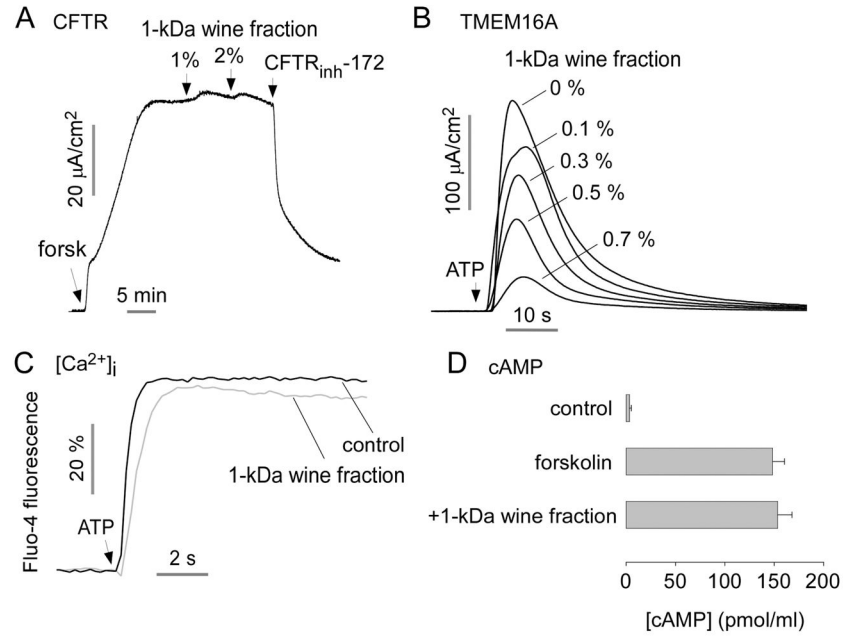 A CFTR
1-kDa wine fraction
1% 2% CFTRinh-172
20 μA/cm2
forsk
5 min
B TMEM16A
1-kDa wine fraction
0 %
0.1 %
0.3 %
0.5 %
0.7 %
100 μA/cm2
ATP
10 s
C [Ca2+]i
Fluo-4 fluorescence
20 %
control
1-kDa wine fraction
ATP
2 s
D cAMP
control
forskolin
+1-kDa wine fraction
0 50 100 150 200
[cAMP] (pmol/ml)